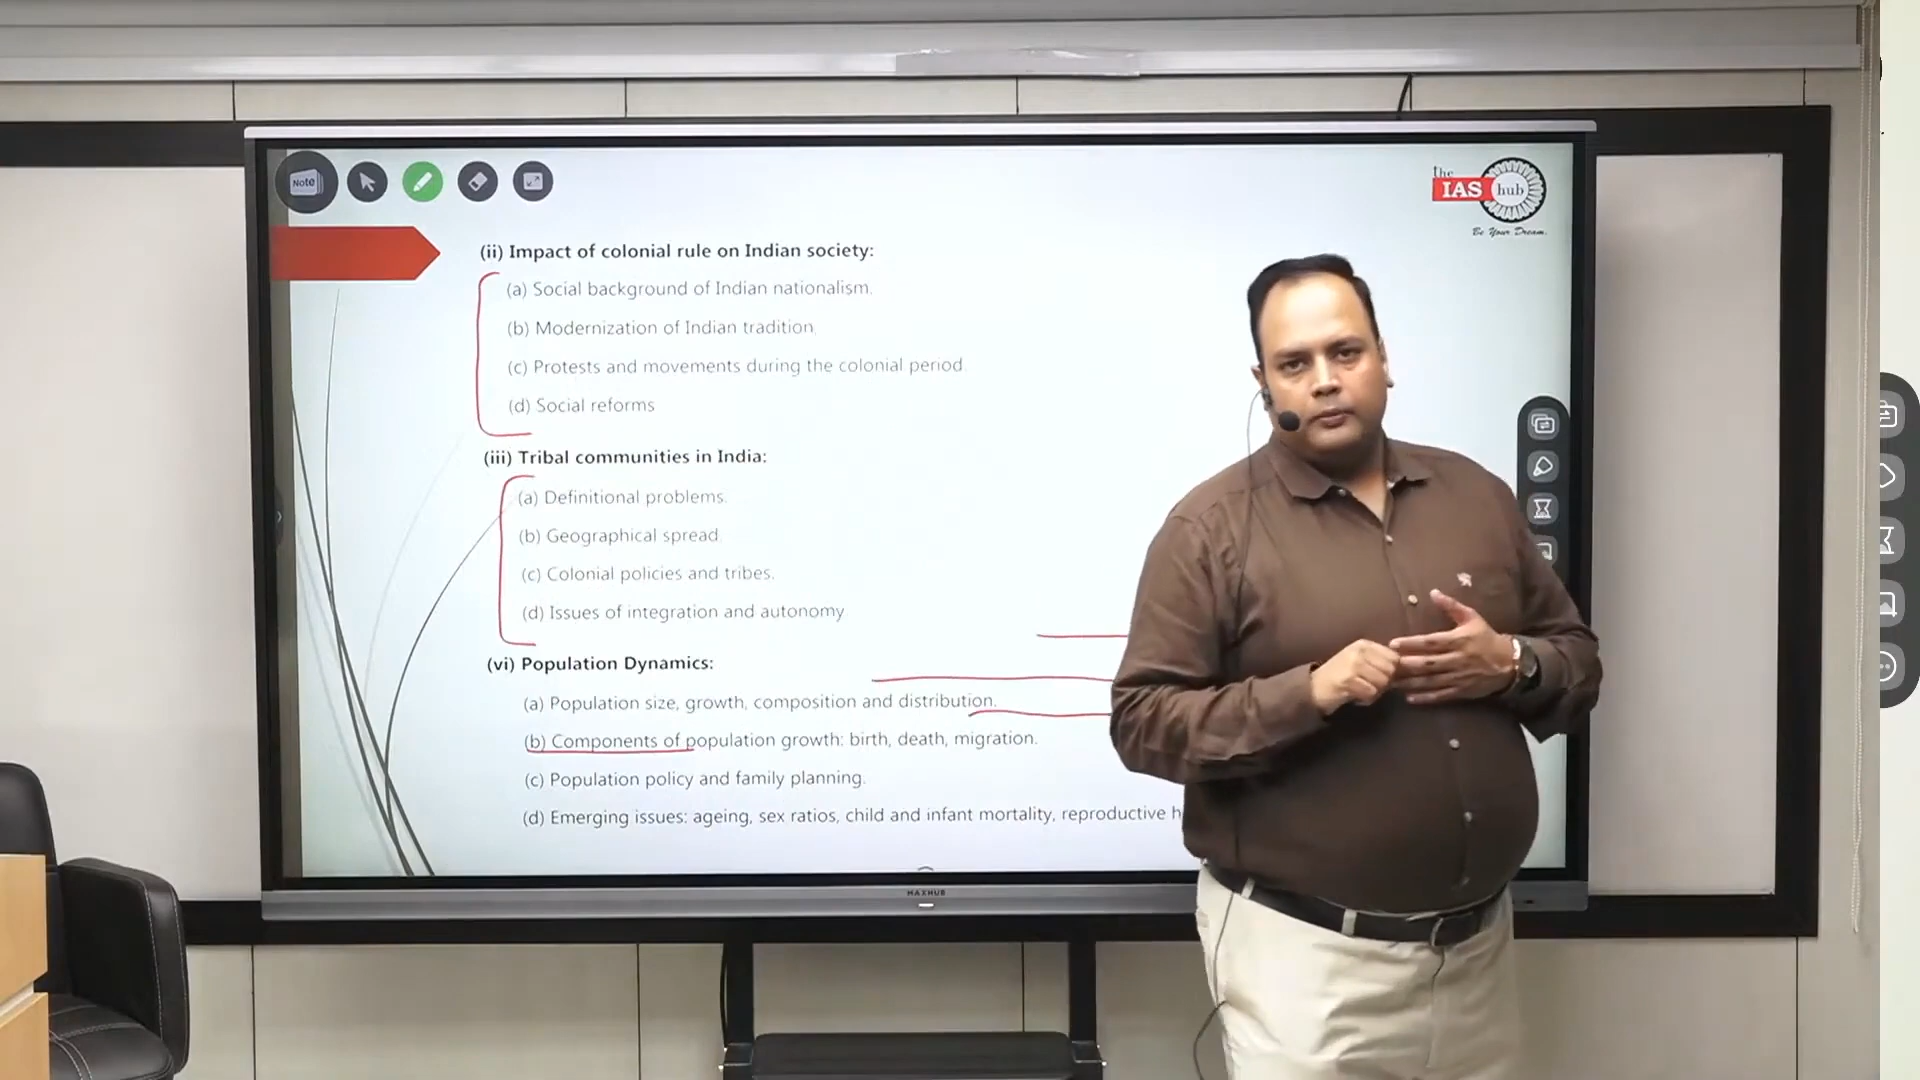 Note
the
IAS hub
Be Your Dream.
(ii) Impact of colonial rule on Indian society:
(a) Social background of Indian nationalism.
(b) Modernization of Indian tradition.
(c) Protests and movements during the colonial period.
(d) Social reforms
(iii) Tribal communities in India:
(a) Definitional problems.
(b) Geographical spread.
(c) Colonial policies and tribes.
(d) Issues of integration and autonomy
(vi) Population Dynamics:
(a) Population size, growth, composition and distribution.
(b) Components of population growth: birth, death, migration.
(c) Population policy and family planning.
(d) Emerging issues: ageing, sex ratios, child and infant mortality, reproductive h
MAXHUB